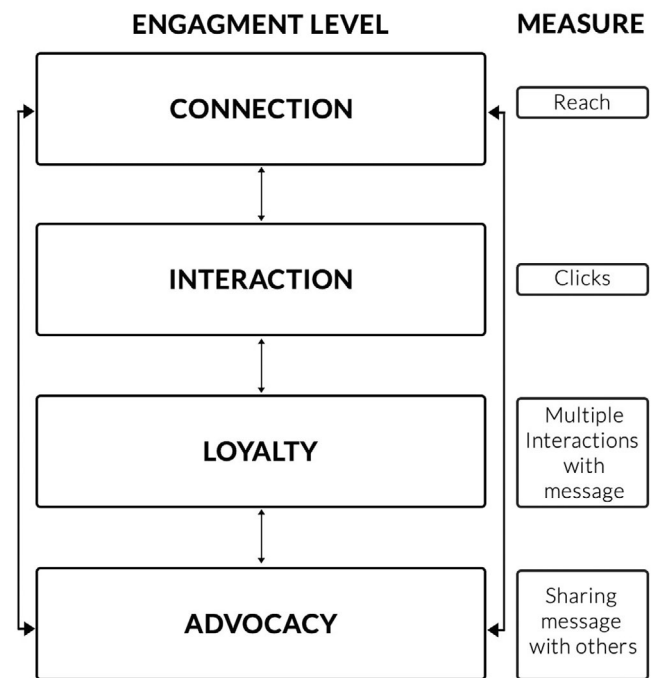 ENGAGMENT LEVEL MEASURE
CONNECTION
Reach
INTERACTION
Clicks
LOYALTY
Multiple
Interactions
with
message
ADVOCACY
Sharing
message
with others